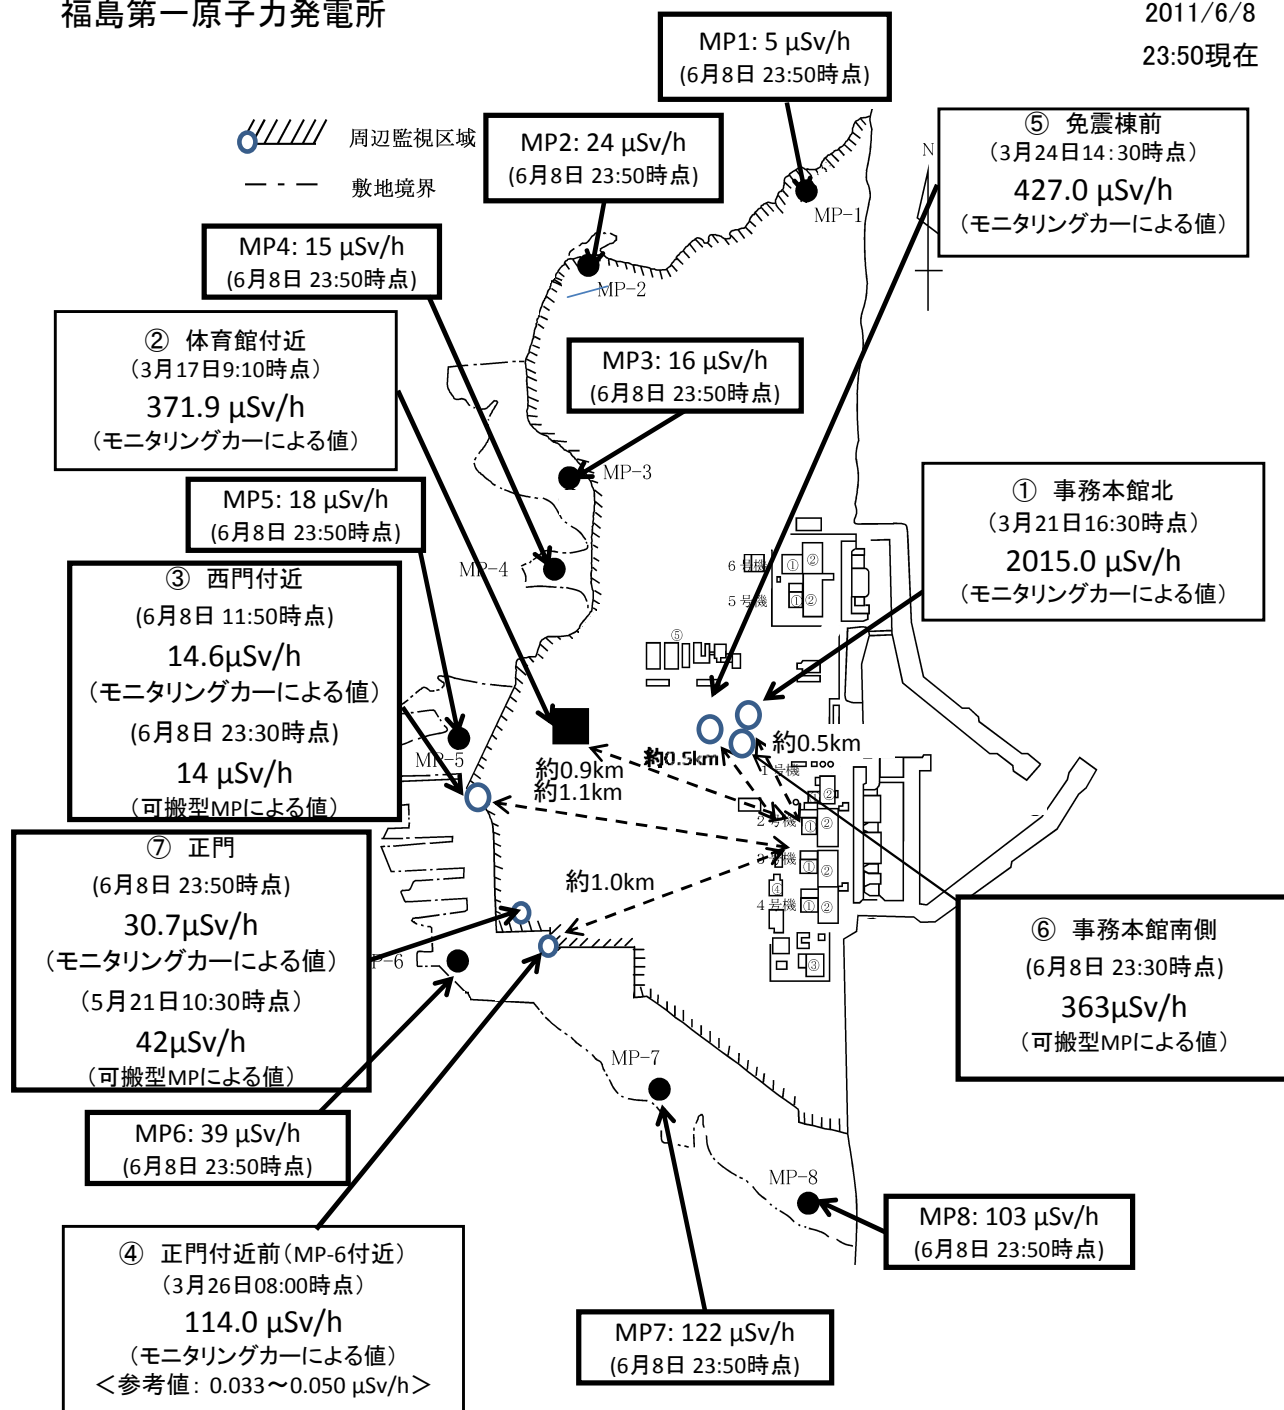 福島第一原子力発電所
2011/6/8
23:50現在
MP1: 5 μSv/h
(6月8日 23:50時点)
周辺監視区域
敷地境界
MP2: 24 μSv/h
(6月8日 23:50時点)
⑤ 免震棟前
(3月24日14:30時点)
427.0 μSv/h
(モニタリングカーによる値)
N
MP-1
MP4: 15 μSv/h
(6月8日 23:50時点)
MP-2
② 体育館付近
(3月17日9:10時点)
371.9 μSv/h
(モニタリングカーによる値)
MP3: 16 μSv/h
(6月8日 23:50時点)
MP-3
MP5: 18 μSv/h
(6月8日 23:50時点)
① 事務本館北
(3月21日16:30時点)
2015.0 μSv/h
(モニタリングカーによる値)
MP-4
6号機
① ②
5号機
① ②
③ 西門付近
(6月8日 11:50時点)
14.6μSv/h
(モニタリングカーによる値)
(6月8日 23:30時点)
14 μSv/h
(可搬型MPによる値)
⑤
MP-5
約0.9km
約1.1km
約0.5km
約0.5km
1号機
① ②
2号機
① ②
3号機
① ②
④
4号機
① ②
③
約1.0km
⑦ 正門
(6月8日 23:50時点)
30.7μSv/h
(モニタリングカーによる値)
(5月21日10:30時点)
42μSv/h
(可搬型MPによる値)
P-6
⑥ 事務本館南側
(6月8日 23:30時点)
363μSv/h
(可搬型MPによる値)
MP-7
MP6: 39 μSv/h
(6月8日 23:50時点)
MP-8
MP8: 103 μSv/h
(6月8日 23:50時点)
④ 正門付近前(MP-6付近)
(3月26日08:00時点)
114.0 μSv/h
(モニタリングカーによる値)
＜参考値: 0.033～0.050 μSv/h＞
MP7: 122 μSv/h
(6月8日 23:50時点)